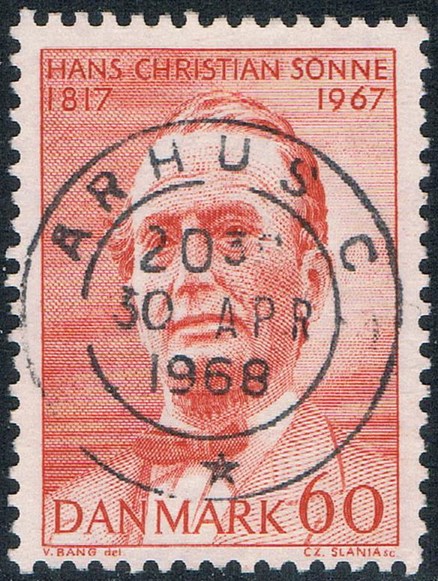 HANS CHRISTIAN SONNE
1817 1967
ARHUS C
30 APR
1968
DANMARK 60
V. BANG del. CZ. SLANIA sc.